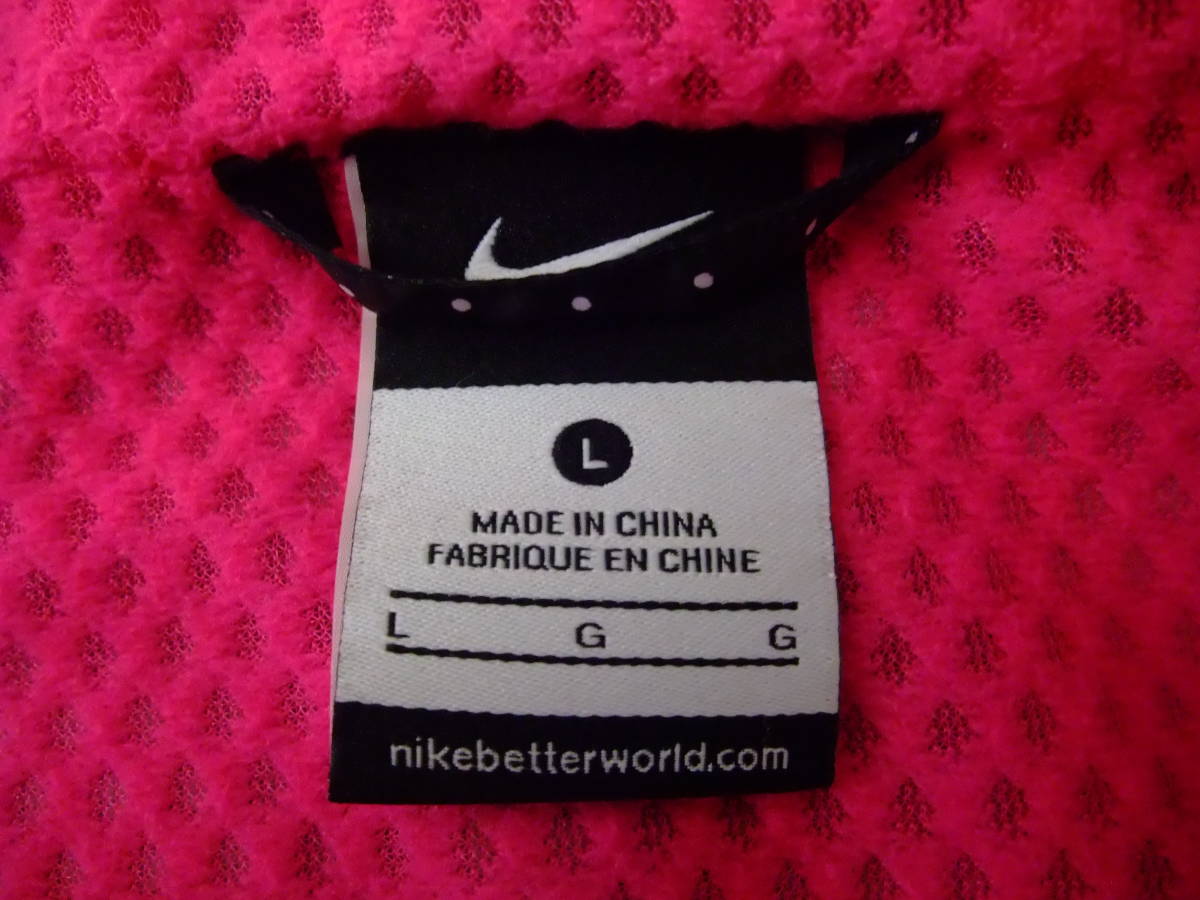 L
MADE IN CHINA
FABRIQUE EN CHINE
L G G
nikebetterworld.com